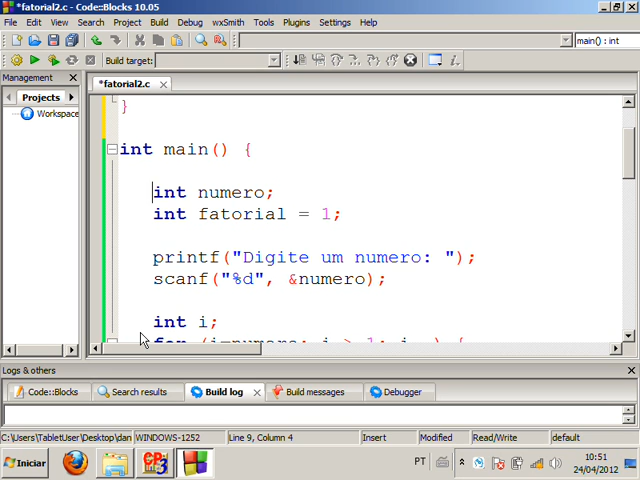 *fatorial2.c - Code::Blocks 10.05
File Edit View Search Project Build Debug wxSmith Tools Plugins Settings Help
main() : int
Build target:
Management
*fatorial2.c
Projects
Workspace
}
int main() {
int numero;
int fatorial = 1;
printf("Digite um numero: ");
scanf("%d", &numero);
int i;
for (i=numero; i > 1; i--) {
Logs & others
Code::Blocks Search results Build log Build messages Debugger
C:\Users\TabletUser\Desktop\dan WINDOWS-1252 Line 9, Column 4 Insert Modified Read/Write default
Iniciar
PT
10:51
24/04/2012